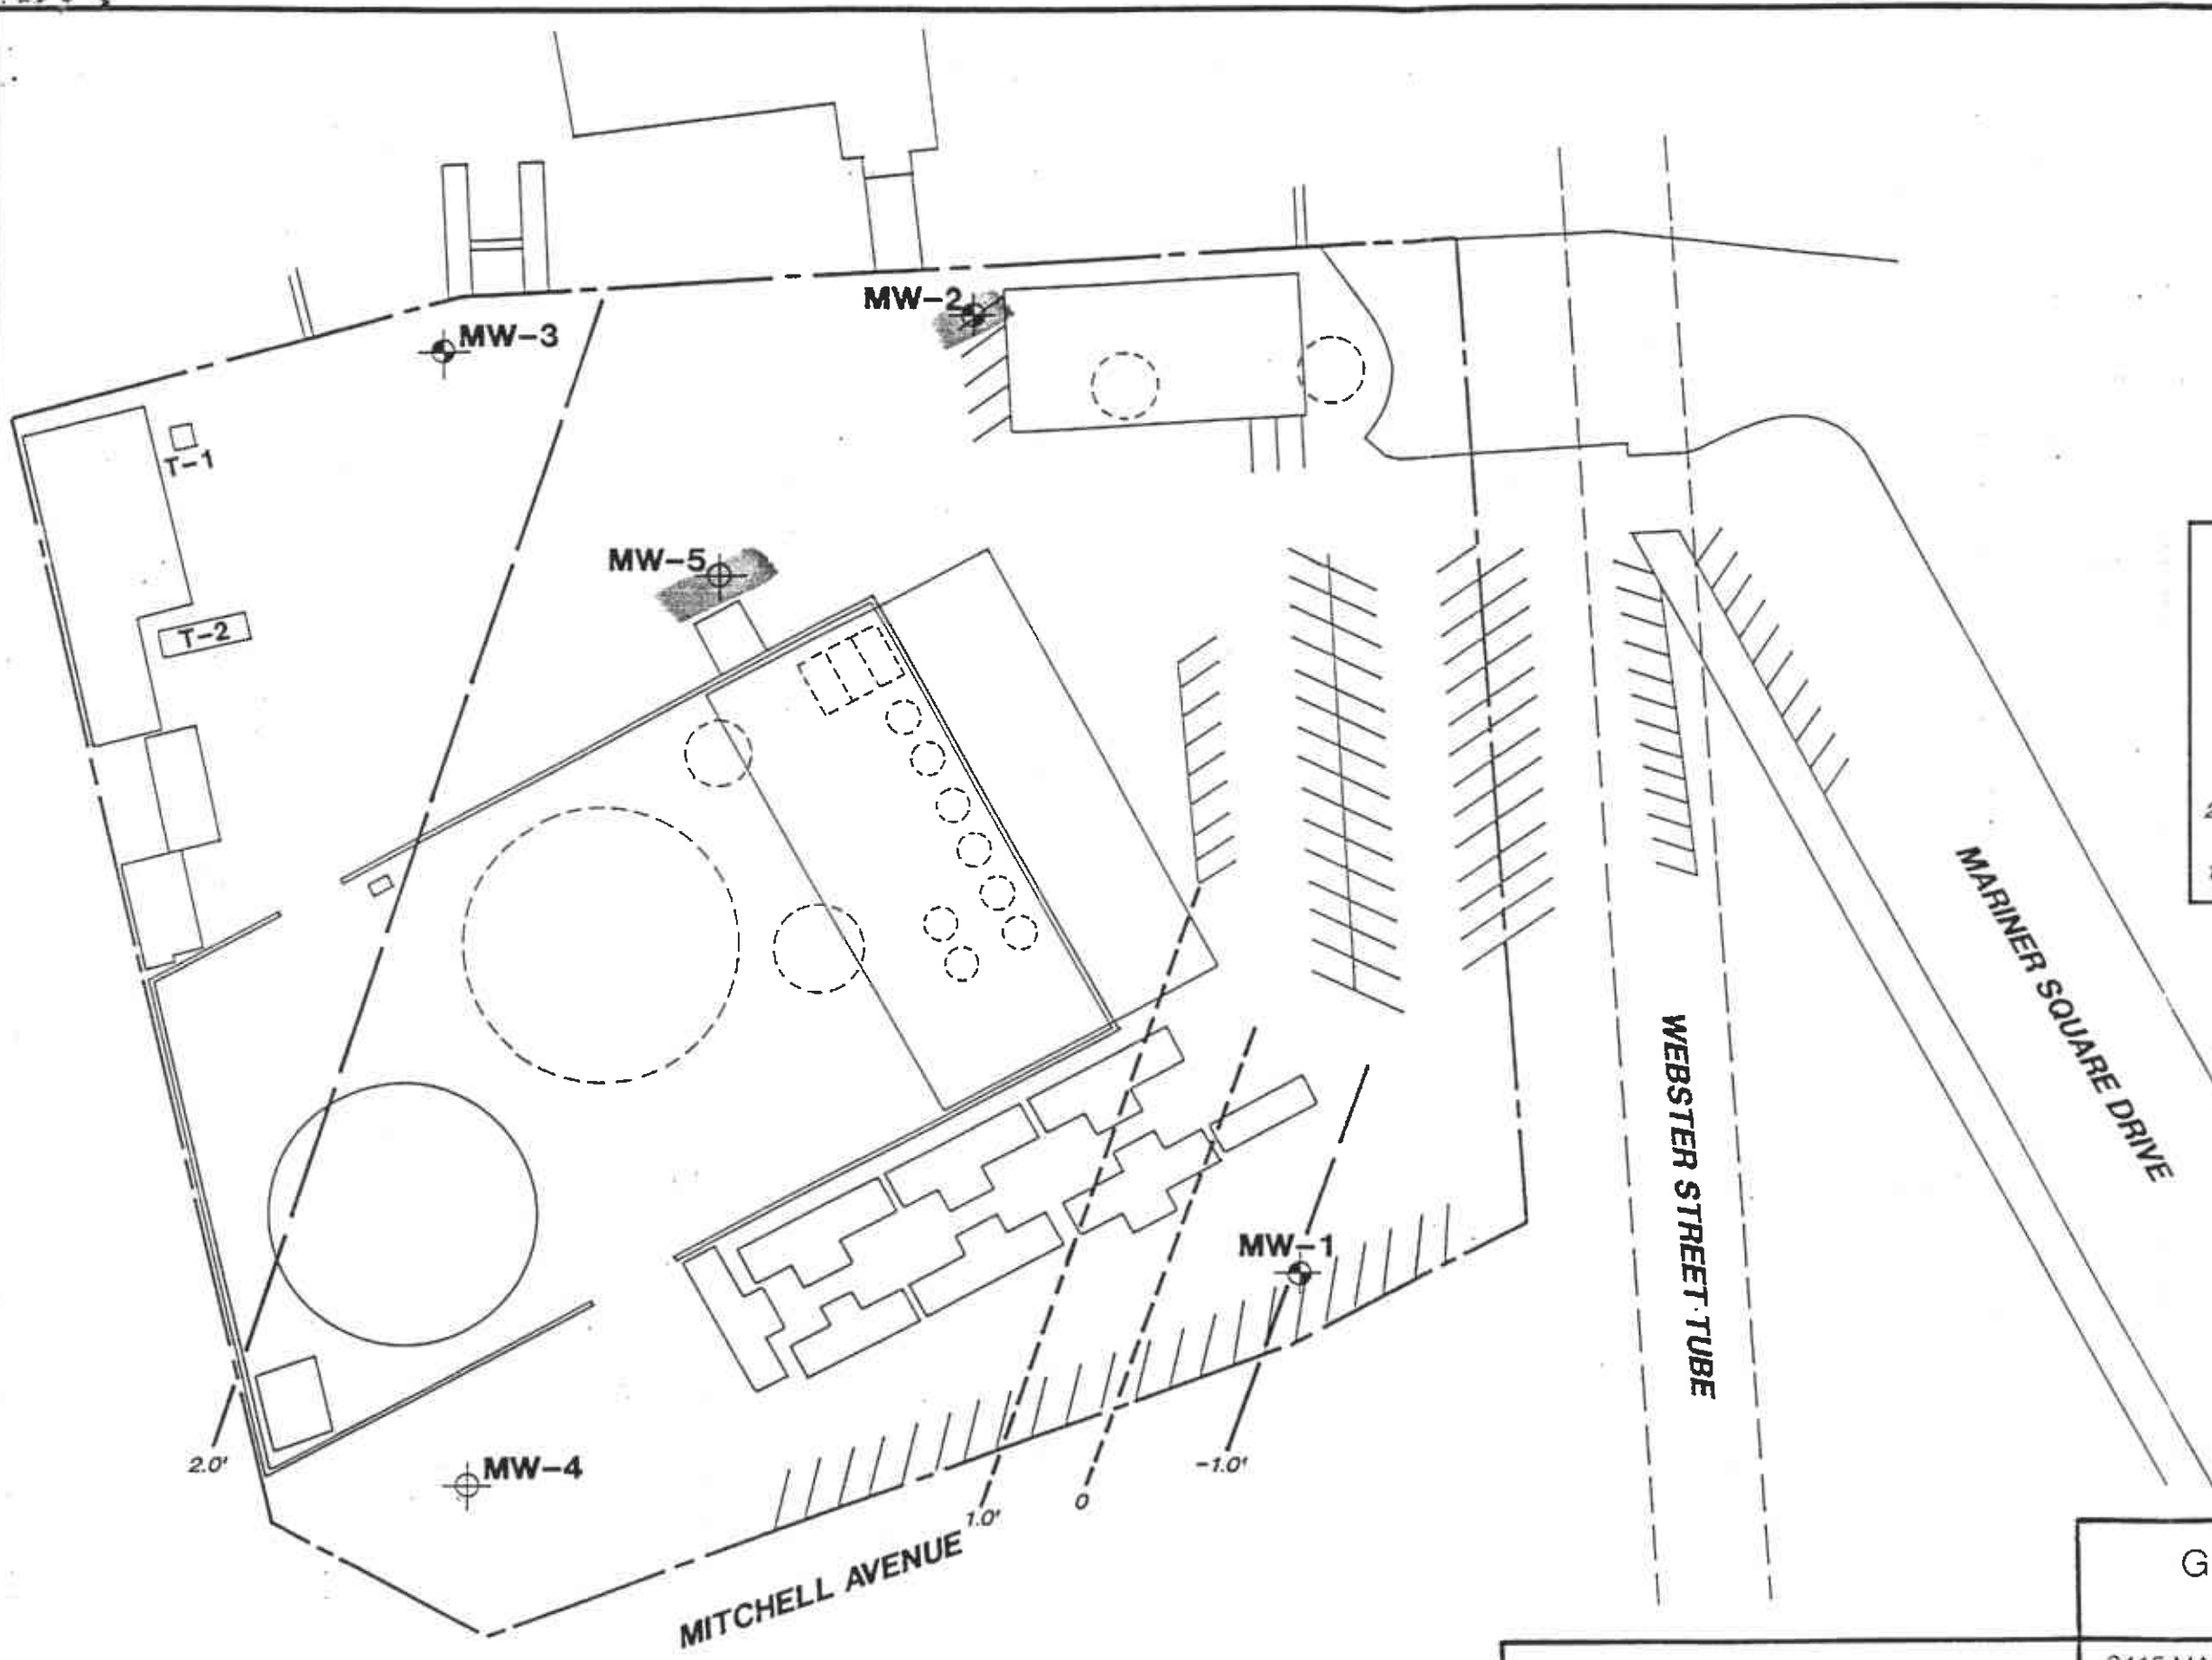 MW-2
MW-3
T-1
MW-5
T-2
MARINER SQUARE DRIVE
WEBSTER STREET TUBE
MW-1
2.0'
MW-4
-1.0'
0
1.0'
MITCHELL AVENUE
G